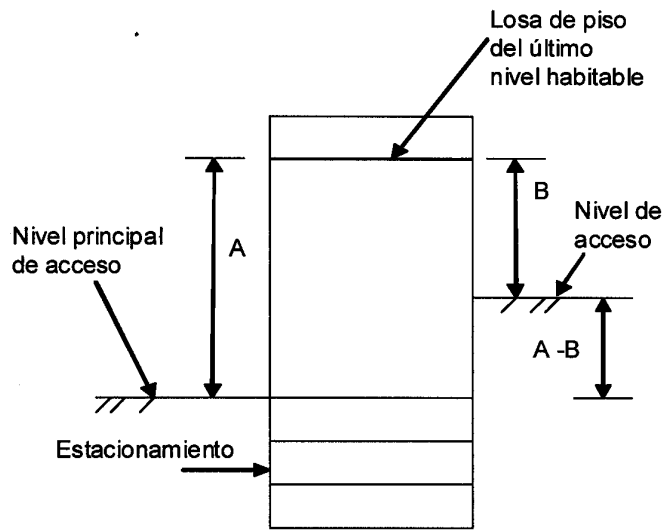 Losa de piso
del último
nivel habitable
B
Nivel de
acceso
Nivel principal
de acceso
A
A -B
Estacionamiento